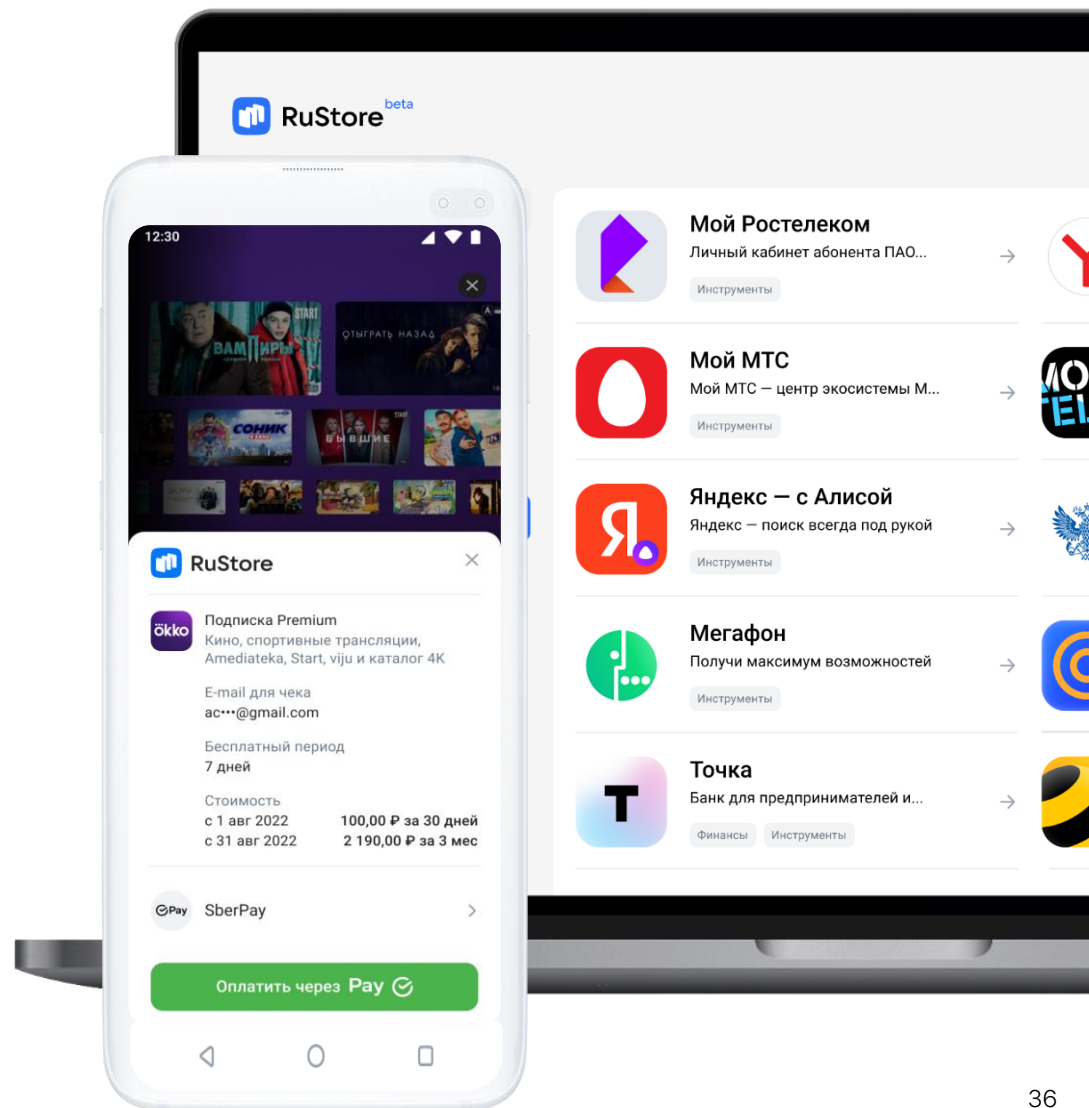 RuStore beta
12:30
START
ВАМПИРЫ
ОТЫГРАТЬ НАЗАД
СОНИК
START
БЫВШИЕ
RuStore
okko
Подписка Premium
Кино, спортивные трансляции,
Amediateka, Start, viju и каталог 4K
E-mail для чека
ac•••@gmail.com
Бесплатный период
7 дней
Стоимость
с 1 авг 2022 100,00 ₽ за 30 дней
с 31 авг 2022 2 190,00 ₽ за 3 мес
Pay SberPay
Оплатить через Pay
Мой Ростелеком
Личный кабинет абонента ПАО...
Инструменты
Мой МТС
Мой МТС — центр экосистемы М...
Инструменты
Я
Яндекс — с Алисой
Яндекс — поиск всегда под рукой
Инструменты
Мегафон
Получи максимум возможностей
Инструменты
Т
Точка
Банк для предпринимателей и...
Финансы Инструменты
36